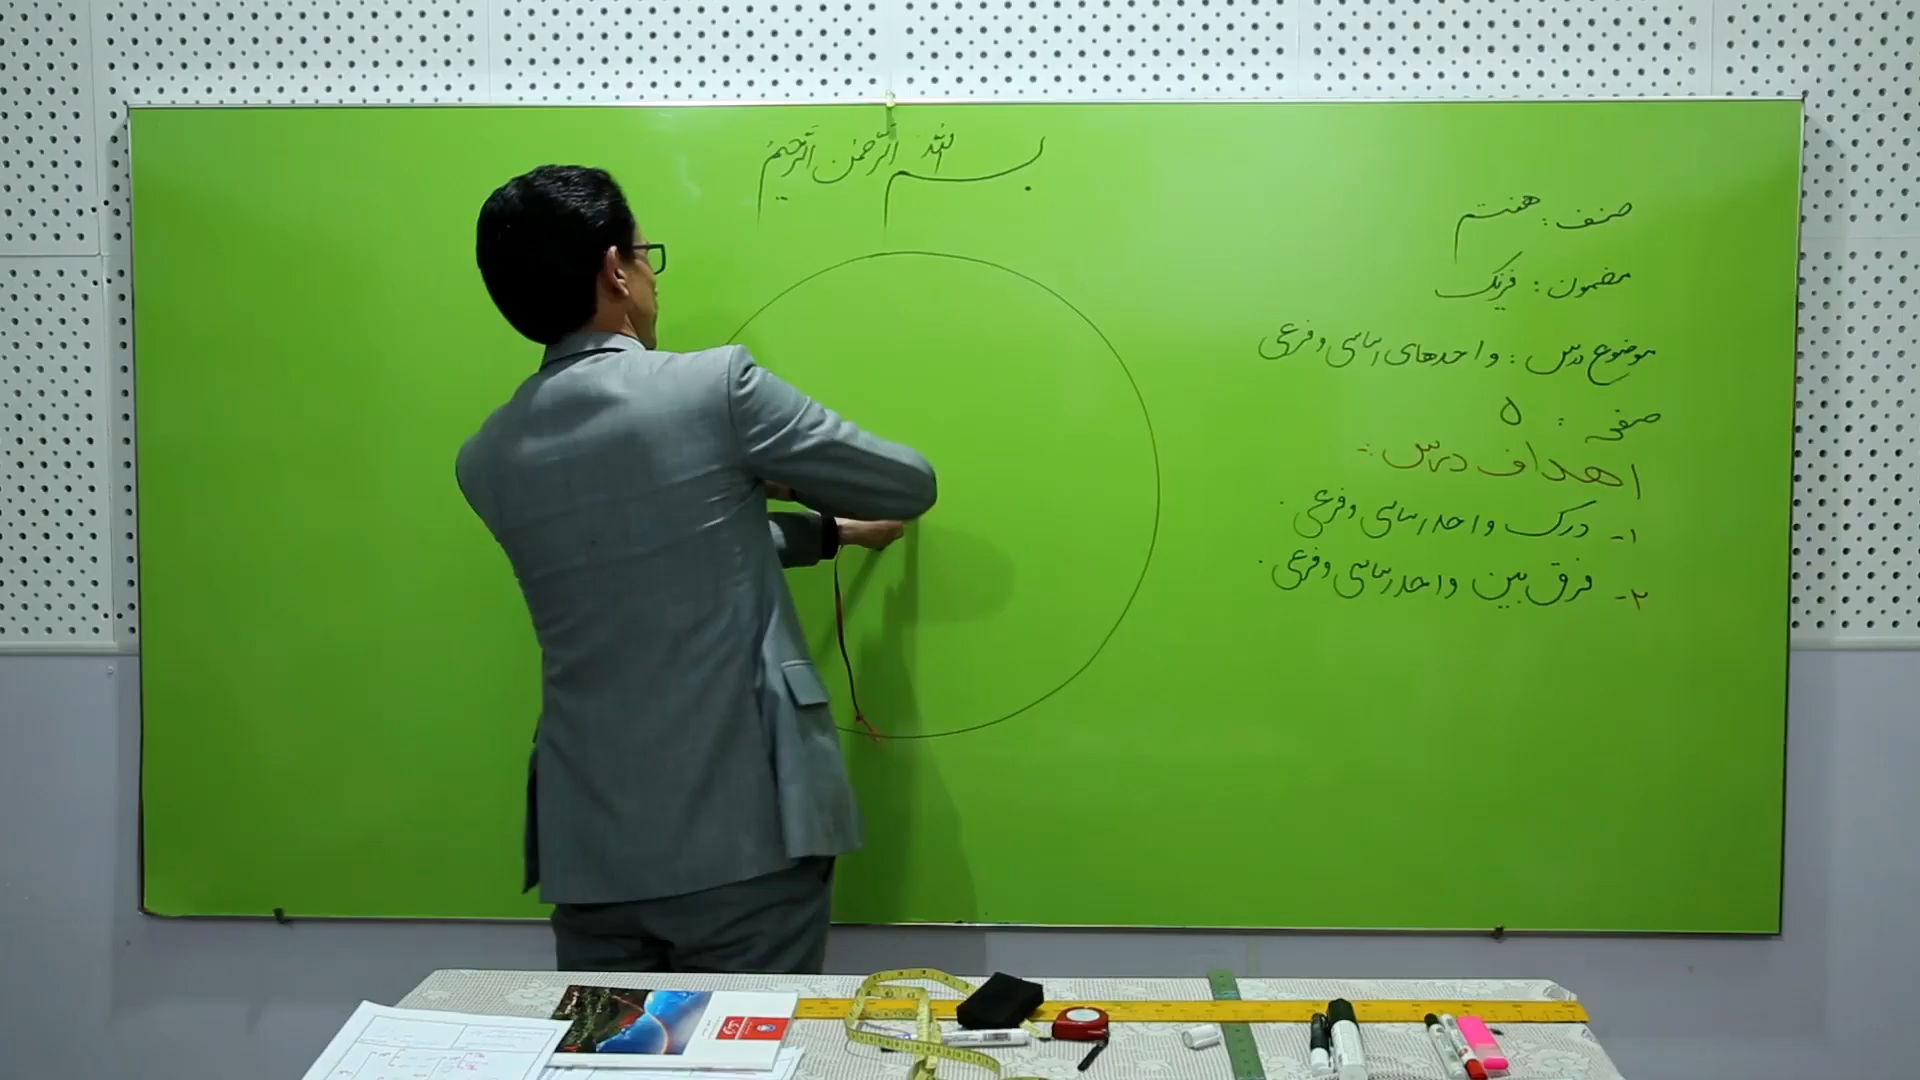 بسم الله الرحمن الرحیم
صنف : هفتم
مضمون : فزیک
موضوع درس : واحدهای اساسی و فرعی
صفحه : ۵
اهداف درس :-
۱- درک واحد اساسی و فرعی .
۲- فرق بین واحد اساسی و فرعی .